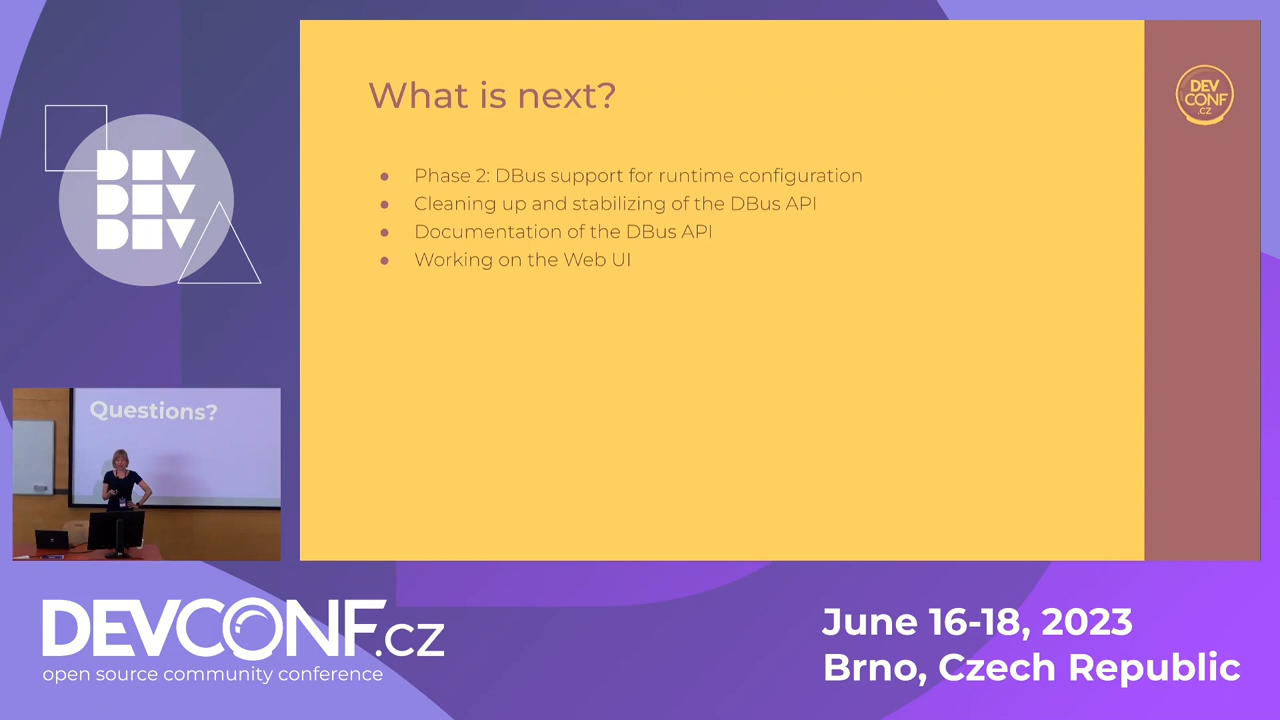 What is next?
DEV
CONF
.CZ
● Phase 2: DBus support for runtime configuration
● Cleaning up and stabilizing of the DBus API
● Documentation of the DBus API
● Working on the Web UI
DEV
DEV
DEV
Questions?
DEVCONF.cz
open source community conference
June 16-18, 2023
Brno, Czech Republic